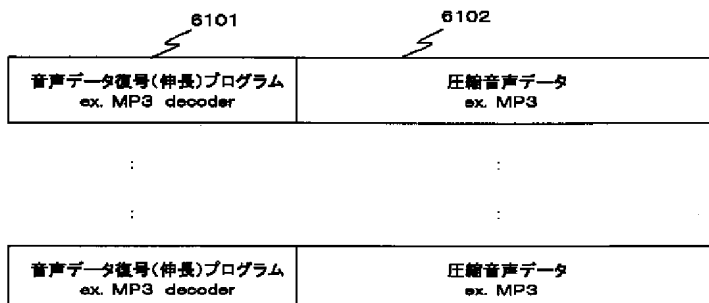 6101
6102
音声データ復号(伸長)プログラム
ex. MP3 decoder
圧縮音声データ
ex. MP3
:
:
:
:
音声データ復号(伸長)プログラム
ex. MP3 decoder
圧縮音声データ
ex. MP3